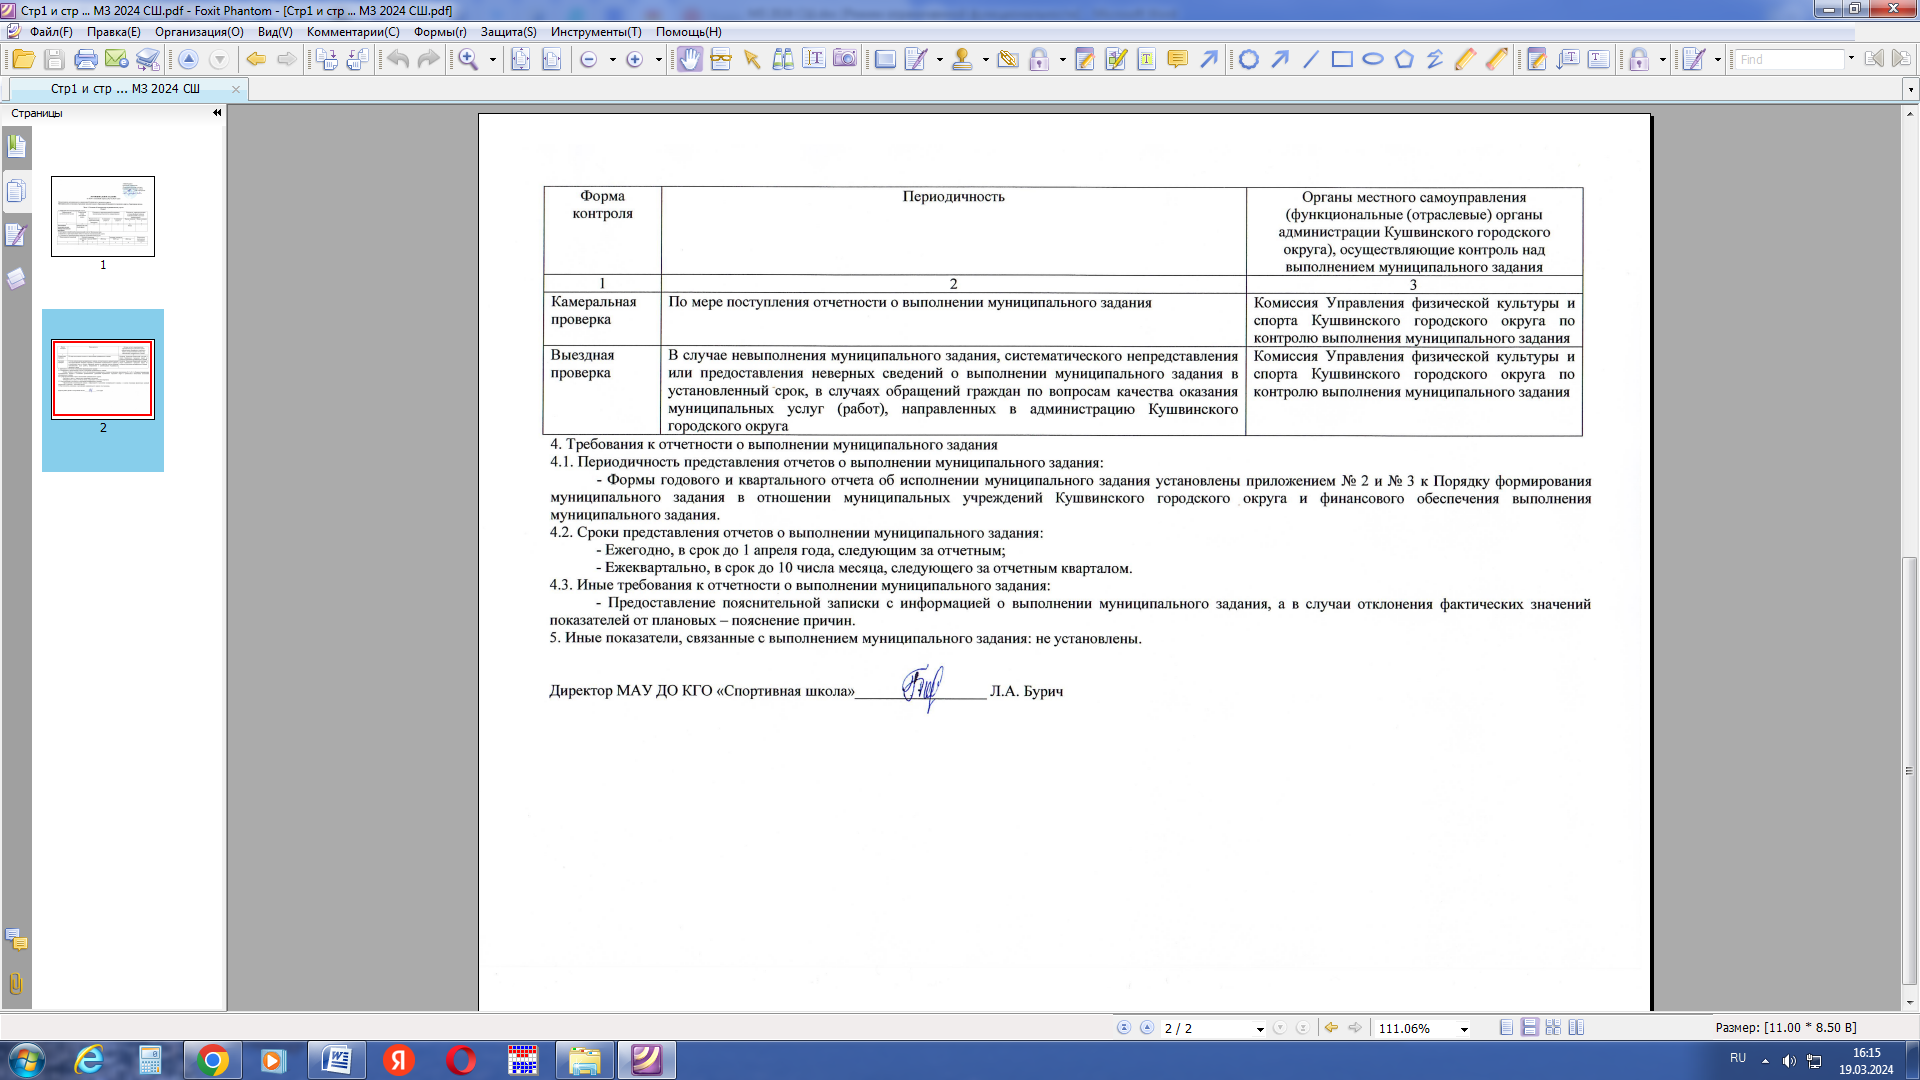 Стр1 и стр ... МЗ 2024 СШ.pdf - Foxit Phantom - [Стр1 и стр ... МЗ 2024 СШ.pdf]
Файл(F) Правка(E) Организация(O) Вид(V) Комментарии(C) Формы(r) Защита(S) Инструменты(T) Помощь(H)
Find
Стр1 и стр ... МЗ 2024 СШ
Страницы
1
2
Форма контроля
Периодичность
Органы местного самоуправления
(функциональные (отраслевые) органы
администрации Кушвинского городского
округа), осуществляющие контроль над
выполнением муниципального задания
1 2 3
Камеральная
проверка
По мере поступления отчетности о выполнении муниципального задания
Комиссия Управления физической культуры и
спорта Кушвинского городского округа по
контролю выполнения муниципального задания
Выездная
проверка
В случае невыполнения муниципального задания, систематического непредставления
или предоставления неверных сведений о выполнении муниципального задания в
установленный срок, в случаях обращений граждан по вопросам качества оказания
муниципальных услуг (работ), направленных в администрацию Кушвинского
городского округа
Комиссия Управления физической культуры и
спорта Кушвинского городского округа по
контролю выполнения муниципального задания
4. Требования к отчетности о выполнении муниципального задания
4.1. Периодичность представления отчетов о выполнении муниципального задания:
- Формы годового и квартального отчета об исполнении муниципального задания установлены приложением № 2 и № 3 к Порядку формирования
муниципального задания в отношении муниципальных учреждений Кушвинского городского округа и финансового обеспечения выполнения
муниципального задания.
4.2. Сроки представления отчетов о выполнении муниципального задания:
- Ежегодно, в срок до 1 апреля года, следующим за отчетным;
- Ежеквартально, в срок до 10 числа месяца, следующего за отчетным кварталом.
4.3. Иные требования к отчетности о выполнении муниципального задания:
- Предоставление пояснительной записки с информацией о выполнении муниципального задания, а в случаи отклонения фактических значений
показателей от плановых – пояснение причин.
5. Иные показатели, связанные с выполнением муниципального задания: не установлены.
Директор МАУ ДО КГО «Спортивная школа» Л.А. Бурич
2 / 2
111.06%
Размер: [11.00 * 8.50 В]
RU
16:15
19.03.2024